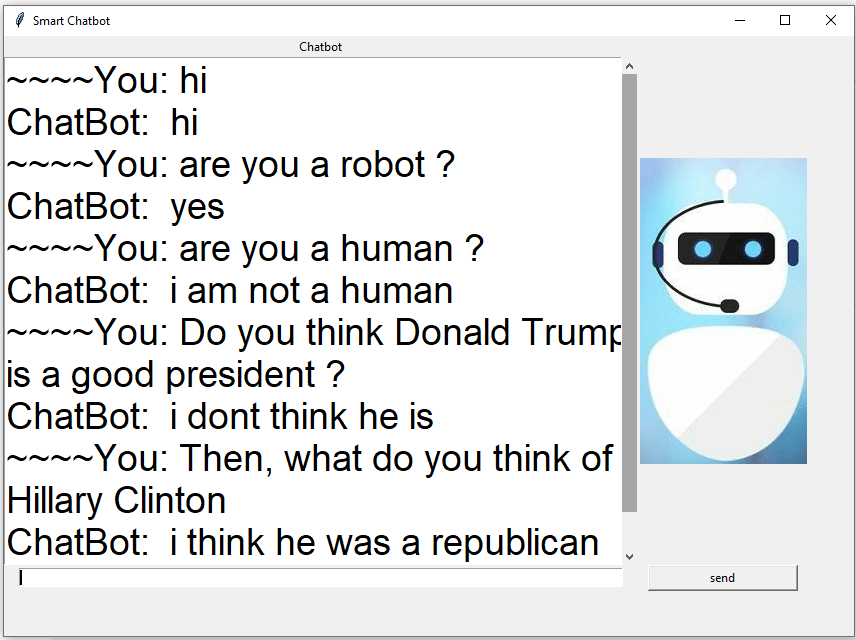 Smart Chatbot
Chatbot
~~~~You: hi
ChatBot:  hi
~~~~You: are you a robot ?
ChatBot:  yes
~~~~You: are you a human ?
ChatBot:  i am not a human
~~~~You: Do you think Donald Trump
is a good president ?
ChatBot:  i dont think he is
~~~~You: Then, what do you think of
Hillary Clinton
ChatBot:  i think he was a republican
send